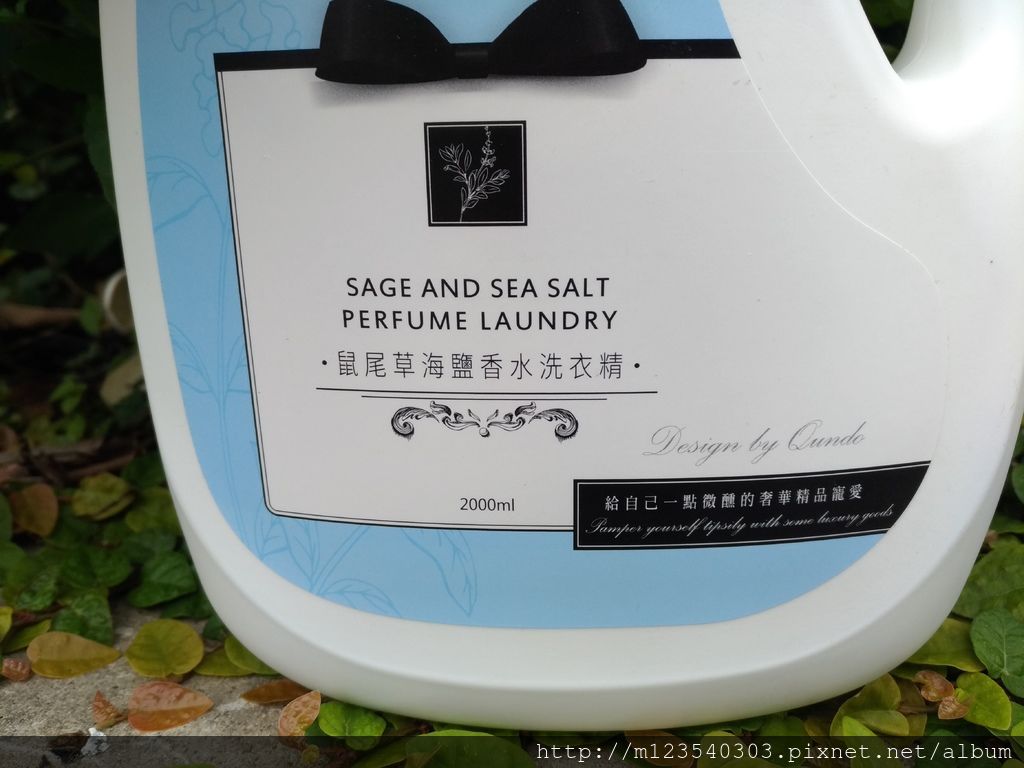 SAGE AND SEA SALT
PERFUME LAUNDRY
·鼠尾草海鹽香水洗衣精·
Design by Qundo
2000ml
給自己一點微醺的奢華精品寵愛
Pamper yourself tipsily with some luxury goods
http://m123540303.pixnet.net/album